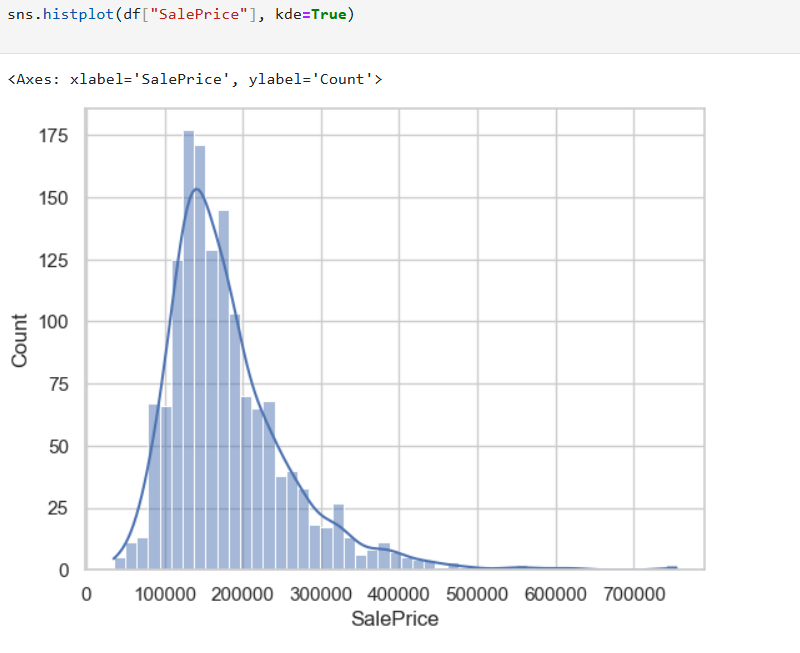 sns.histplot(df["SalePrice"], kde=True)
<Axes: xlabel='SalePrice', ylabel='Count'>
175
150
125
100
75
50
25
0
Count
0 100000 200000 300000 400000 500000 600000 700000
SalePrice